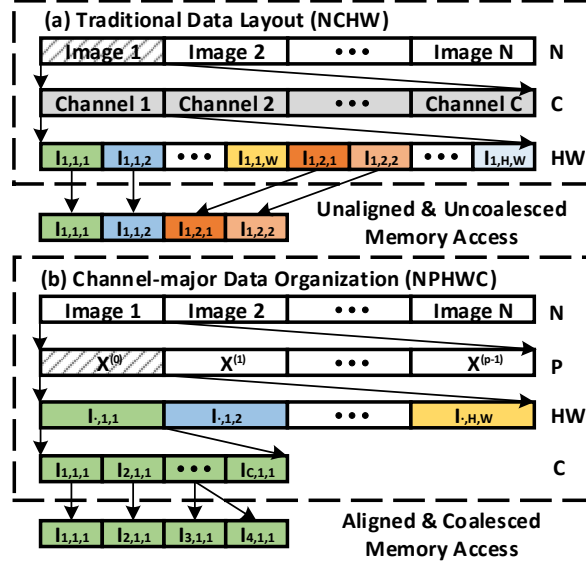 (a) Traditional Data Layout (NCHW)
Image 1 Image 2 ••• Image N N
Channel 1 Channel 2 ••• Channel C C
I1,1,1 I1,1,2 ••• I1,1,W I1,2,1 I1,2,2 ••• I1,H,W HW
I1,1,1 I1,1,2 I1,2,1 I1,2,2
Unaligned & Uncoalesced
Memory Access
(b) Channel-major Data Organization (NPHWC)
Image 1 Image 2 ••• Image N N
X(0) X(1) ••• X(p-1) P
I·,1,1 I·,1,2 ••• I·,H,W HW
I1,1,1 I2,1,1 ••• IC,1,1 C
I1,1,1 I2,1,1 I3,1,1 I4,1,1
Aligned & Coalesced
Memory Access